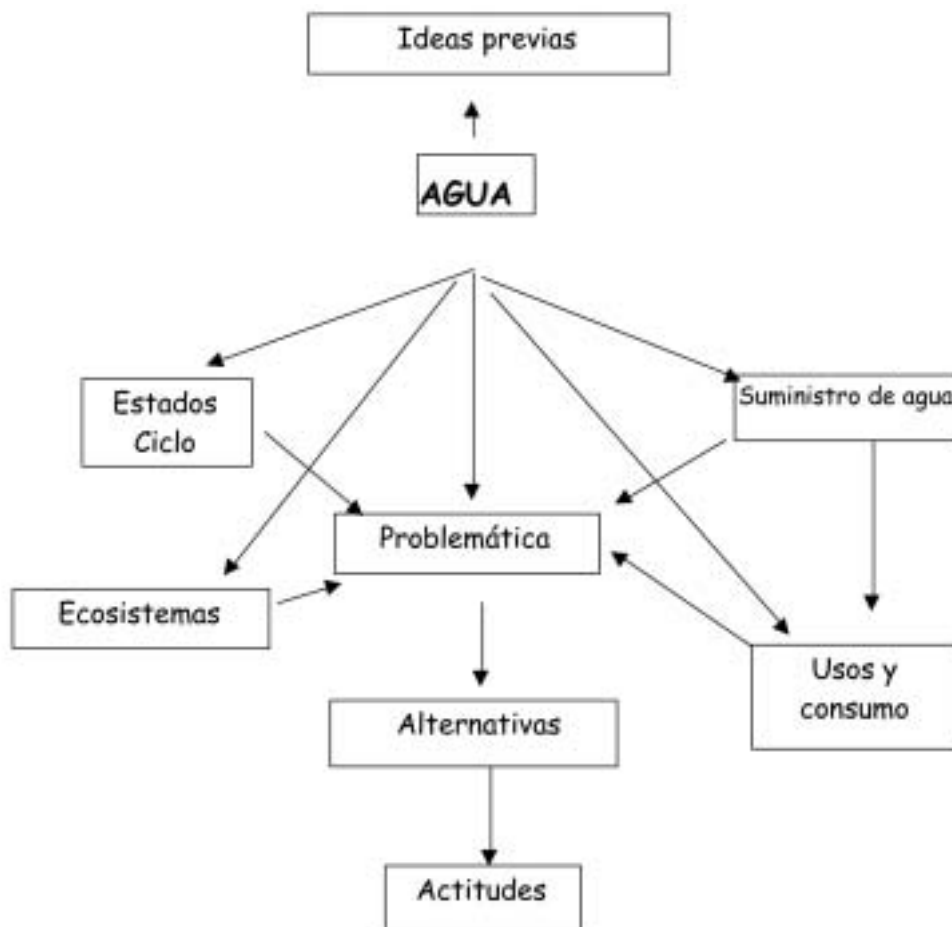 Ideas previas
AGUA
Estados
Ciclo
Suministro de agua
Problemática
Ecosistemas
Usos y
consumo
Alternativas
Actitudes